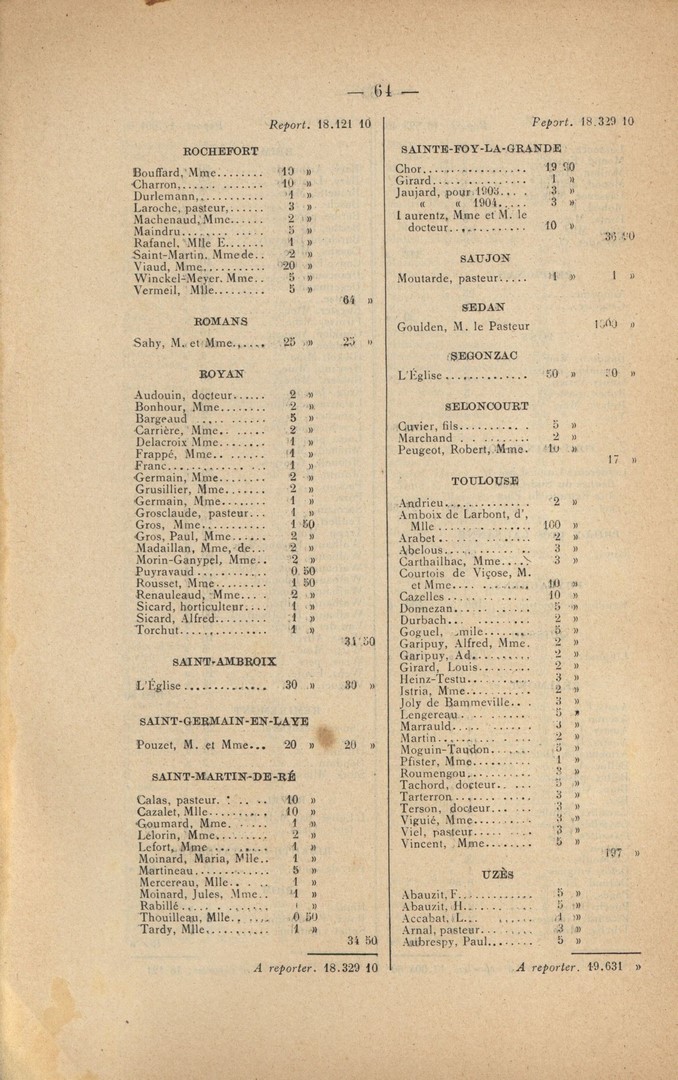 — 64 —
Report. 18.121 10
ROCHEFORT
Bouffard, Mme........ 10 »
Charron,....... 10 »
Durlemann,........... 1 »
Laroche, pasteur,...... 3 »
Machenaud, Mme...... 2 »
Maindru........... 5 »
Rafanel, Mlle E....... 1 »
Saint-Martin, Mmede.. 2 »
Viaud, Mme.......... 20 »
Winckel-Meyer, Mme.. 5 »
Vermeil, Mlle......... 5 »
64 »
ROMANS
Sahy, M. et Mme...... 25 » 25 »
ROYAN
Audouin, docteur...... 2 »
Bonhour, Mme........ 2 »
Bargeaud .......... 5 »
Carrière, Mme........ 2 »
Delacroix Mme........ 1 »
Frappé, Mme......... 1 »
Franc............. 1 »
Germain, Mme....... 2 »
Grusillier, Mme....... 2 »
Germain, Mme....... 1 »
Grosclaude, pasteur... 1 »
Gros, Mme........... 1 50
Gros, Paul, Mme..... 2 »
Madaillan, Mme, de... 2 »
Morin-Ganypel, Mme.. 2 »
Puyravaud ........... 0 50
Rousset, Mme......... 1 50
Renauleaud, Mme.... 2 »
Sicard, horticulteur.... 1 »
Sicard, Alfred......... 1 »
Torchut.............. 1 »
34 50
SAINT-AMBROIX
L'Église .............. 30 » 30 »
SAINT-GERMAIN-EN-LAYE
Pouzet, M. et Mme... 20 » 20 »
SAINT-MARTIN-DE-RÉ
Calas, pasteur. : .. .. 10 »
Cazalet, Mlle.......... 10 »
Goumard, Mme. ..... 1 »
Lelorin, Mme......... 2 »
Lefort, Mme ......... 1 »
Moinard, Maria, Mlle.. 1 »
Martineau............ 5 »
Mercereau, Mlle.. . .. 1 »
Moinard, Jules, Mme.. 1 »
Rabillé .............. »
Thouilleau, Mlle...... 0 50
Tardy, Mlle........... 1 »
34 50
A reporter. 18.329 10
Report. 18.329 10
SAINTE-FOY-LA-GRANDE
Chor.................. 19 90
Girard................ 1 »
Jaujard, pour 1903.... 3 »
« « 1904..... 3 »
Laurentz, Mme et M. le
docteur........... 10 »
36 90
SAUJON
Moutarde, pasteur..... 1 » 1 »
SEDAN
Goulden, M. le Pasteur 1000 »
SEGONZAC
L'Église .............. 50 » 50 »
SELONCOURT
Cuvier, fils............ 5 »
Marchand ........... 2 »
Peugeot, Robert, Mme. 10 »
17 »
TOULOUSE
Andrieu.............. 2 »
Amboix de Larbont, d',
Mlle ............. 100 »
Arabet.............. 2 »
Abelous.............. 3 »
Carthailhac, Mme..... 3 »
Courtois de Viçose, M.
et Mme........... 10 »
Cazelles ............. 10 »
Donnezan............ 5 »
Durbach............. 2 »
Goguel, mile......... 5 »
Garipuy, Alfred, Mme. 2 »
Garipuy, Ad.......... 2 »
Girard, Louis......... 2 »
Heinz-Testu.......... 3 »
Istria, Mme........... 2 »
Joly de Bammeville... 3 »
Lengereau........... 5 »
Marrauld............ 3 »
Martin............... 2 »
Moguin-Taudon....... 5 »
Pfister, Mme......... 1 »
Roumengou........... 3 »
Tachord, docteur...... 5 »
Tarterron............ 3 »
Terson, docteur....... 3 »
Viguié, Mme......... 3 »
Viel, pasteur.......... 3 »
Vincent, Mme........ 5 »
197 »
UZÈS
Abauzit, F............ 5 »
Abauzit, H........... 5 »
Accabat, L........... 1 »
Arnal, pasteur........ 3 »
Aubrespy, Paul........ 5 »
A reporter. 19.631 »